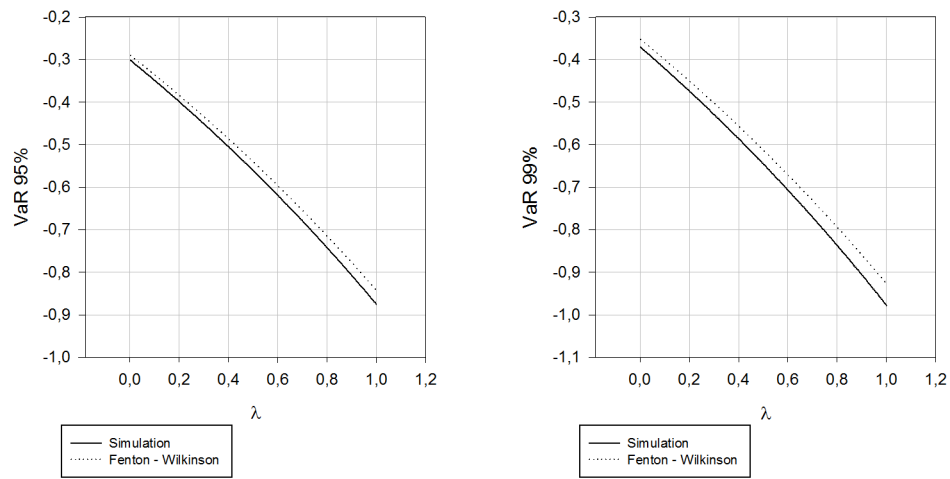 -0,2
-0,3
-0,4
-0,5
-0,6
-0,7
-0,8
-0,9
-1,0
VaR 95%
0,0 0,2 0,4 0,6 0,8 1,0 1,2
λ
Simulation
Fenton - Wilkinson
-0,3
-0,4
-0,5
-0,6
-0,7
-0,8
-0,9
-1,0
-1,1
VaR 99%
0,0 0,2 0,4 0,6 0,8 1,0 1,2
λ
Simulation
Fenton - Wilkinson